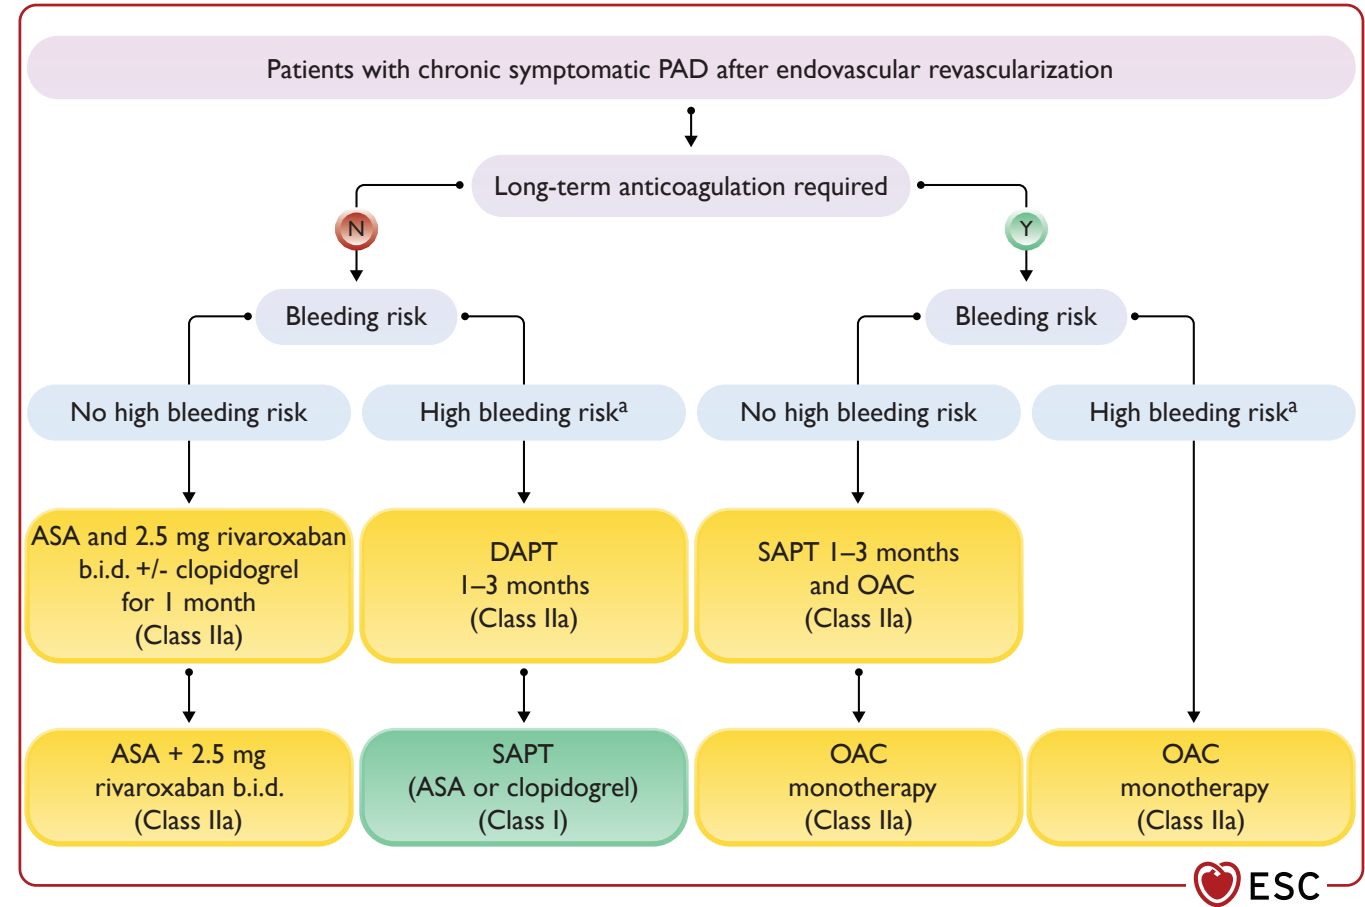 Patients with chronic symptomatic PAD after endovascular revascularization
Long-term anticoagulation required
N
Y
Bleeding risk
Bleeding risk
No high bleeding risk
High bleeding riskᵃ
No high bleeding risk
High bleeding riskᵃ
ASA and 2.5 mg rivaroxaban
b.i.d. +/- clopidogrel
for 1 month
(Class IIa)
DAPT
1–3 months
(Class IIa)
SAPT 1–3 months
and OAC
(Class IIa)
ASA + 2.5 mg
rivaroxaban b.i.d.
(Class IIa)
SAPT
(ASA or clopidogrel)
(Class I)
OAC
monotherapy
(Class IIa)
OAC
monotherapy
(Class IIa)
ESC